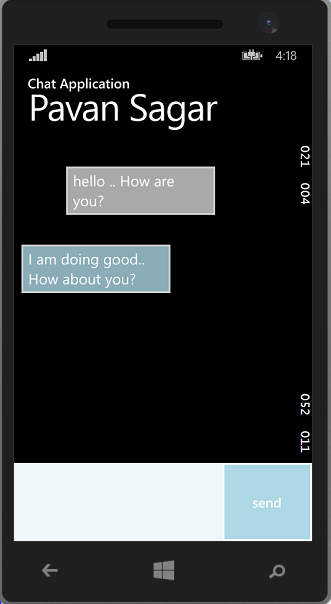 4:18
Chat Application
Pavan Sagar
021 004
hello .. How are
you?
I am doing good..
How about you?
052 011
send